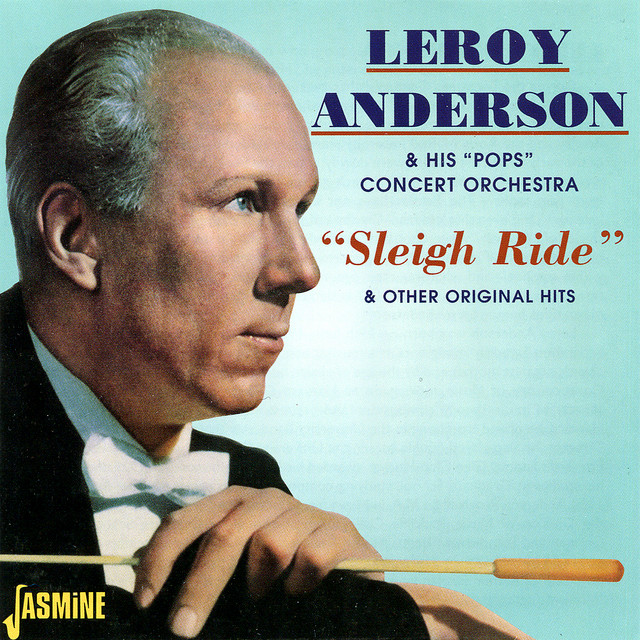 LEROY
ANDERSON
& HIS "POPS"
CONCERT ORCHESTRA
“Sleigh Ride”
& OTHER ORIGINAL HITS
JASMiNE